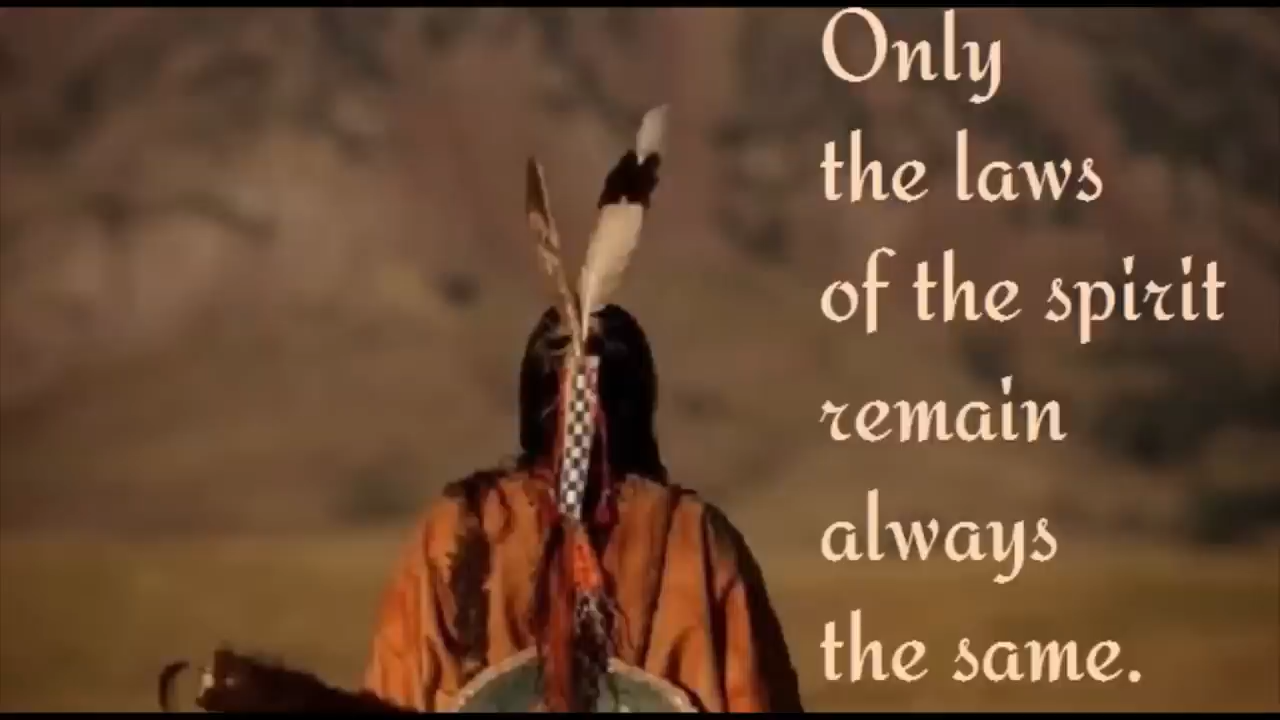 Only
the laws
of the spirit
remain
always
the same.